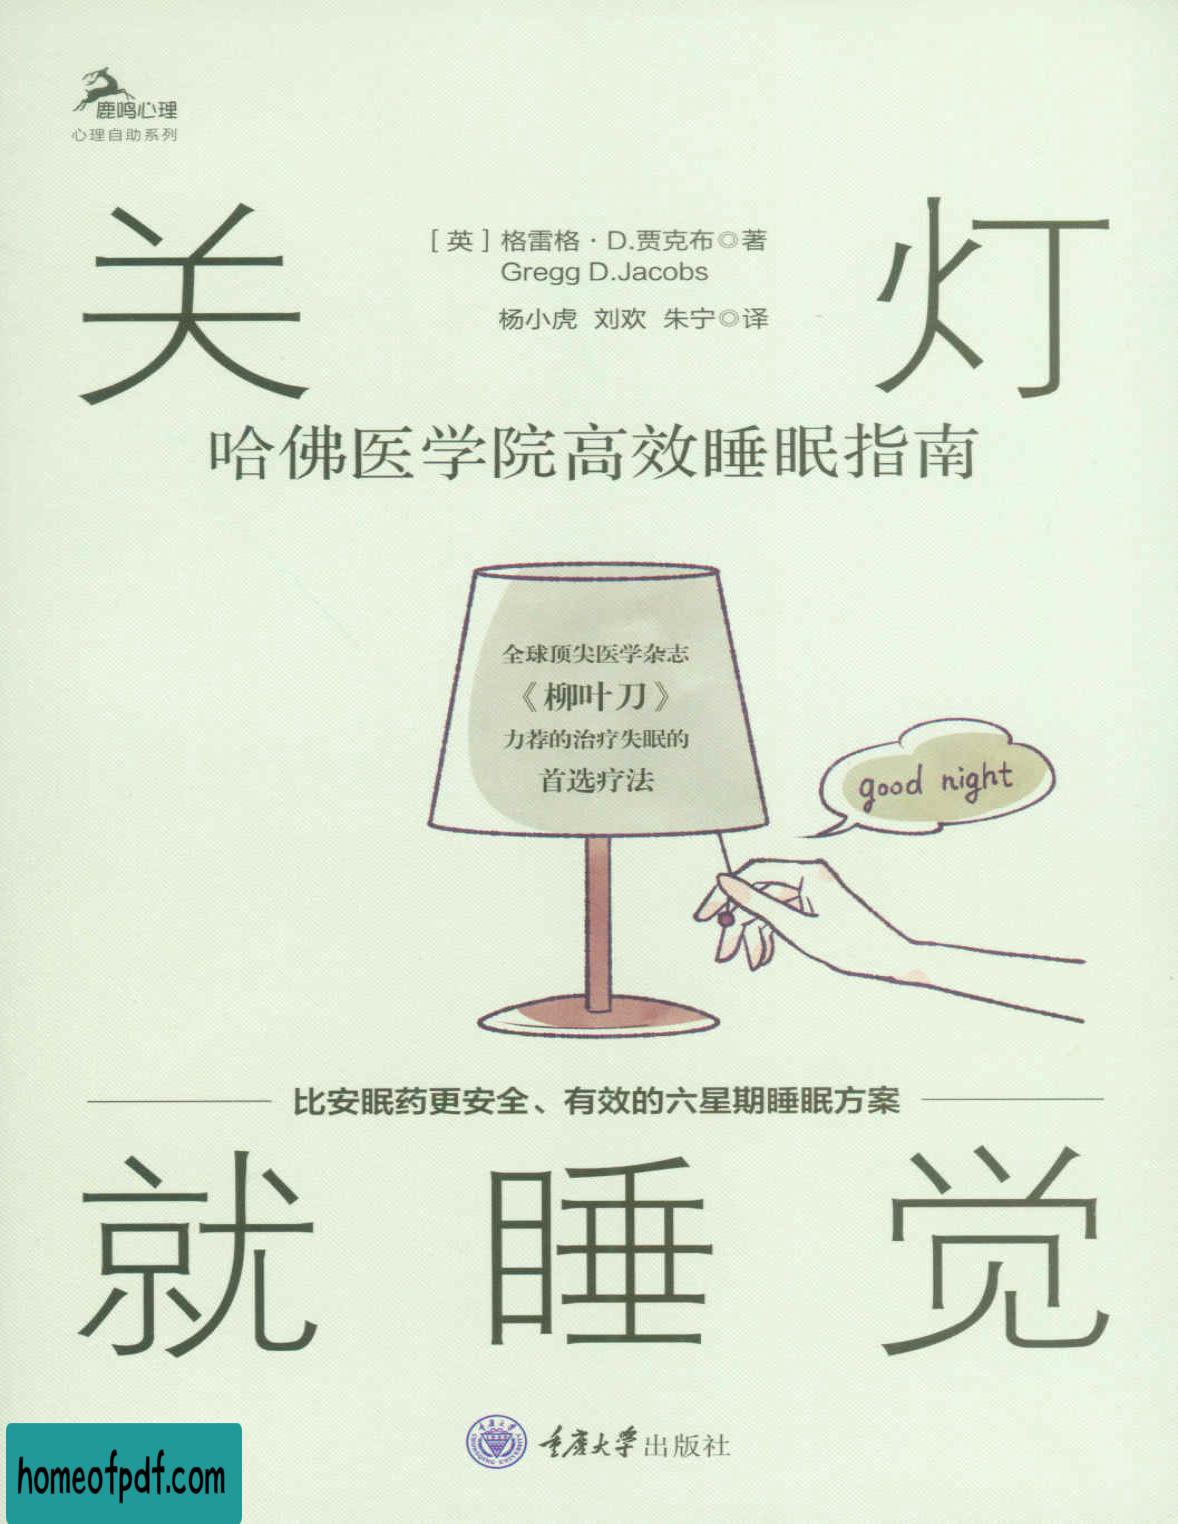 鹿鸣心理
心理自助系列
关灯
[英]格雷格·D.贾克布◎著
Gregg D.Jacobs
杨小虎 刘欢 朱宁◎译
哈佛医学院高效睡眠指南
全球顶尖医学杂志
《柳叶刀》
力荐的治疗失眠的
首选疗法
good night
比安眠药更安全、有效的六星期睡眠方案
就睡觉
重庆大学出版社
homeofpdf.com